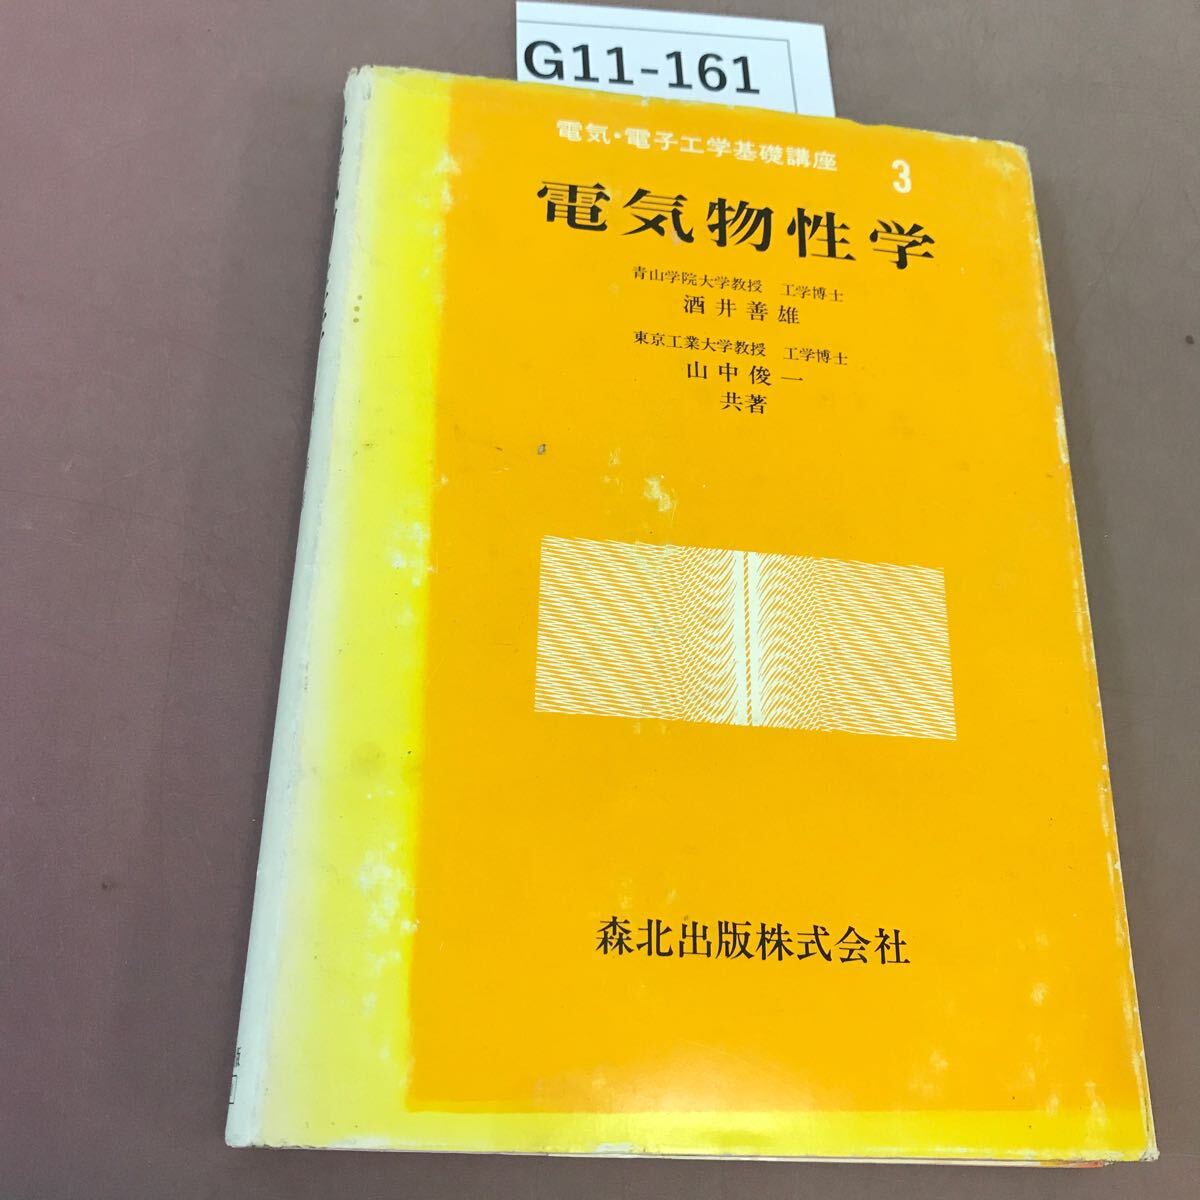 G11-161
電気・電子工学基礎講座 3
電気物性学
青山学院大学教授 工学博士
酒井善雄
東京工業大学教授 工学博士
山中俊一
共著
森北出版株式会社
版